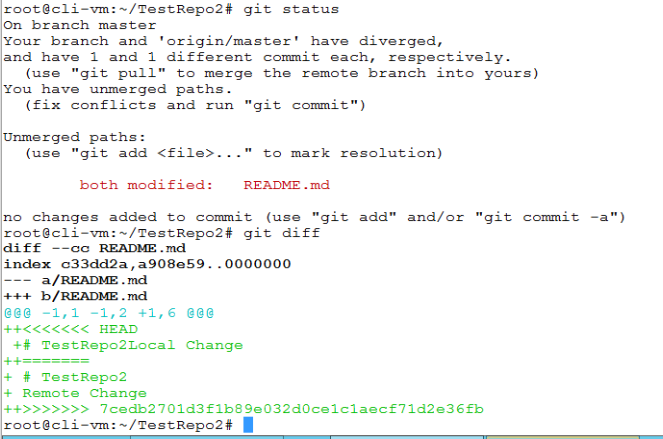 root@cli-vm:~/TestRepo2# git status
On branch master
Your branch and 'origin/master' have diverged,
and have 1 and 1 different commit each, respectively.
  (use "git pull" to merge the remote branch into yours)
You have unmerged paths.
  (fix conflicts and run "git commit")

Unmerged paths:
  (use "git add <file>..." to mark resolution)

        both modified:   README.md

no changes added to commit (use "git add" and/or "git commit -a")
root@cli-vm:~/TestRepo2# git diff
diff --cc README.md
index c33dd2a,a908e59..0000000
--- a/README.md
+++ b/README.md
@@@ -1,1 -1,2 +1,6 @@@
++<<<<<<< HEAD
 +# TestRepo2Local Change
++=======
+ # TestRepo2
+ Remote Change
++>>>>>>> 7cedb2701d3f1b89e032d0ce1c1aecf71d2e36fb
root@cli-vm:~/TestRepo2#